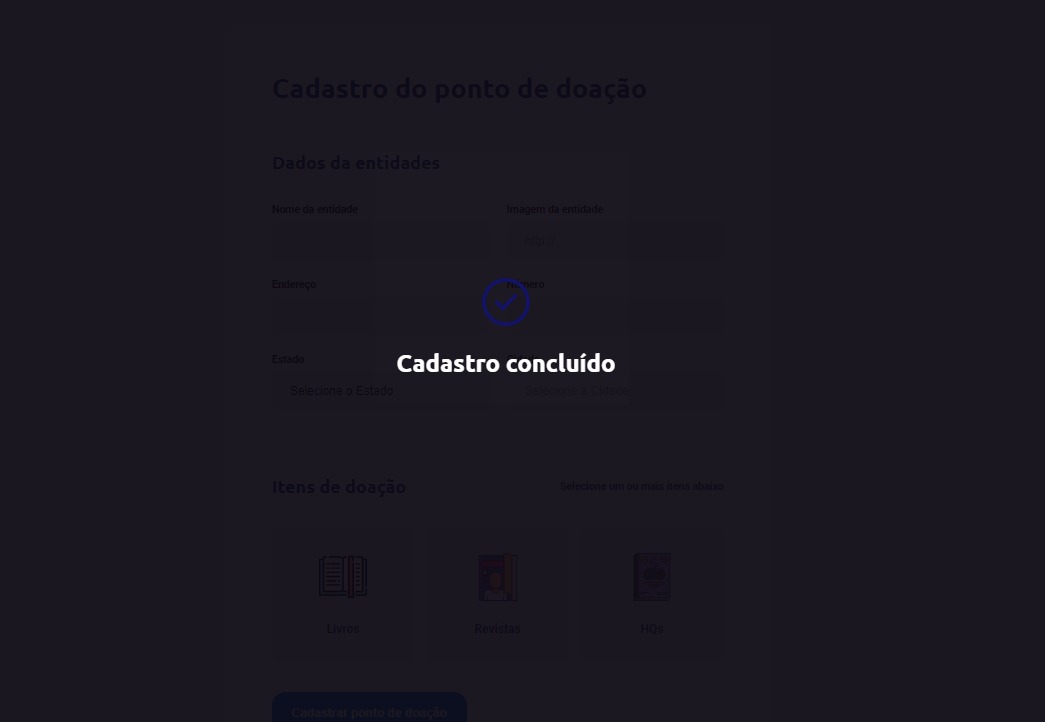 Cadastro do ponto de doação
Dados da entidades
Nome da entidade
Imagem da entidade
http://
Endereço
Número
Cadastro concluído
Estado
Selecione o Estado
Selecione a Cidade
Itens de doação
Selecione um ou mais itens abaixo
Livros
Revistas
HQs
Cadastrar ponto de doação